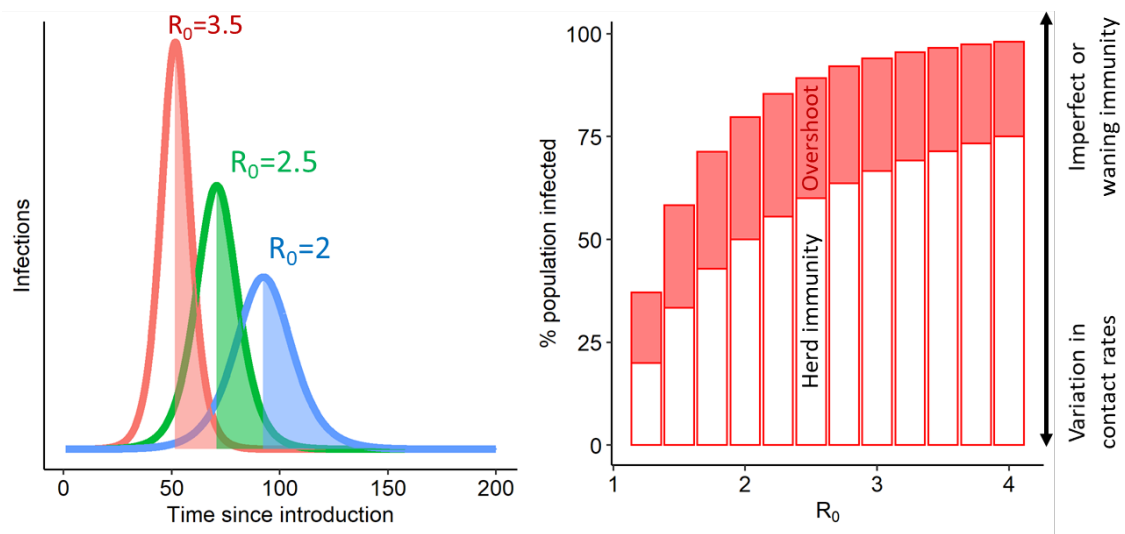 R₀=3.5
R₀=2.5
R₀=2
Infections
0
50
100
150
200
Time since introduction
% population infected
100
75
50
25
0
Overshoot
Herd immunity
1
2
3
4
R₀
Imperfect or
waning immunity
Variation in
contact rates